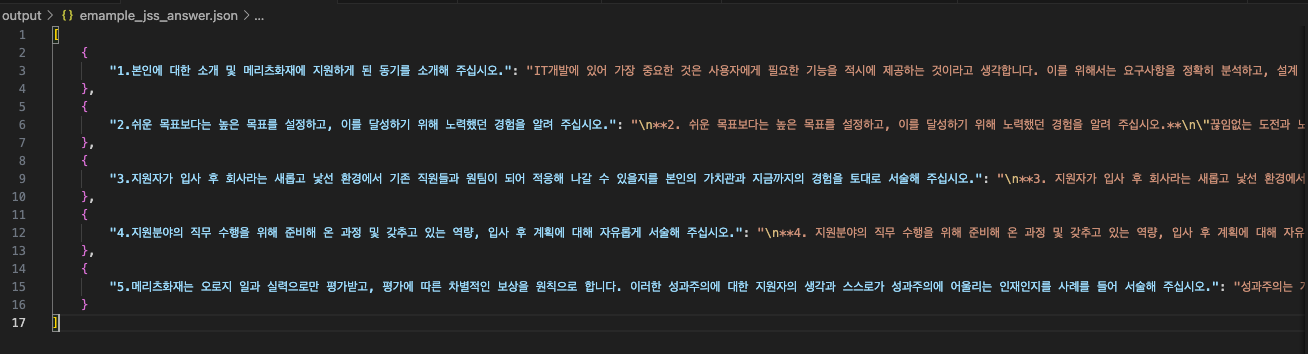 output > {} emample_jss_answer.json > ...
1 [
2 {
3 "1.본인에 대한 소개 및 메리츠화재에 지원하게 된 동기를 소개해 주십시오.": "IT개발에 있어 가장 중요한 것은 사용자에게 필요한 기능을 적시에 제공하는 것이라고 생각합니다. 이를 위해서는 요구사항을 정확히 분석하고, 설계
4 },
5 {
6 "2.쉬운 목표보다는 높은 목표를 설정하고, 이를 달성하기 위해 노력했던 경험을 알려 주십시오.": "\n**2. 쉬운 목표보다는 높은 목표를 설정하고, 이를 달성하기 위해 노력했던 경험을 알려 주십시오.**\n\"끊임없는 도전과 노
7 },
8 {
9 "3.지원자가 입사 후 회사라는 새롭고 낯선 환경에서 기존 직원들과 원팀이 되어 적응해 나갈 수 있을지를 본인의 가치관과 지금까지의 경험을 토대로 서술해 주십시오.": "\n**3. 지원자가 입사 후 회사라는 새롭고 낯선 환경에서
10 },
11 {
12 "4.지원분야의 직무 수행을 위해 준비해 온 과정 및 갖추고 있는 역량, 입사 후 계획에 대해 자유롭게 서술해 주십시오.": "\n**4. 지원분야의 직무 수행을 위해 준비해 온 과정 및 갖추고 있는 역량, 입사 후 계획에 대해 자유
13 },
14 {
15 "5.메리츠화재는 오로지 일과 실력으로만 평가받고, 평가에 따른 차별적인 보상을 원칙으로 합니다. 이러한 성과주의에 대한 지원자의 생각과 스스로가 성과주의에 어울리는 인재인지를 사례를 들어 서술해 주십시오.": "성과주의는
16 }
17 ]